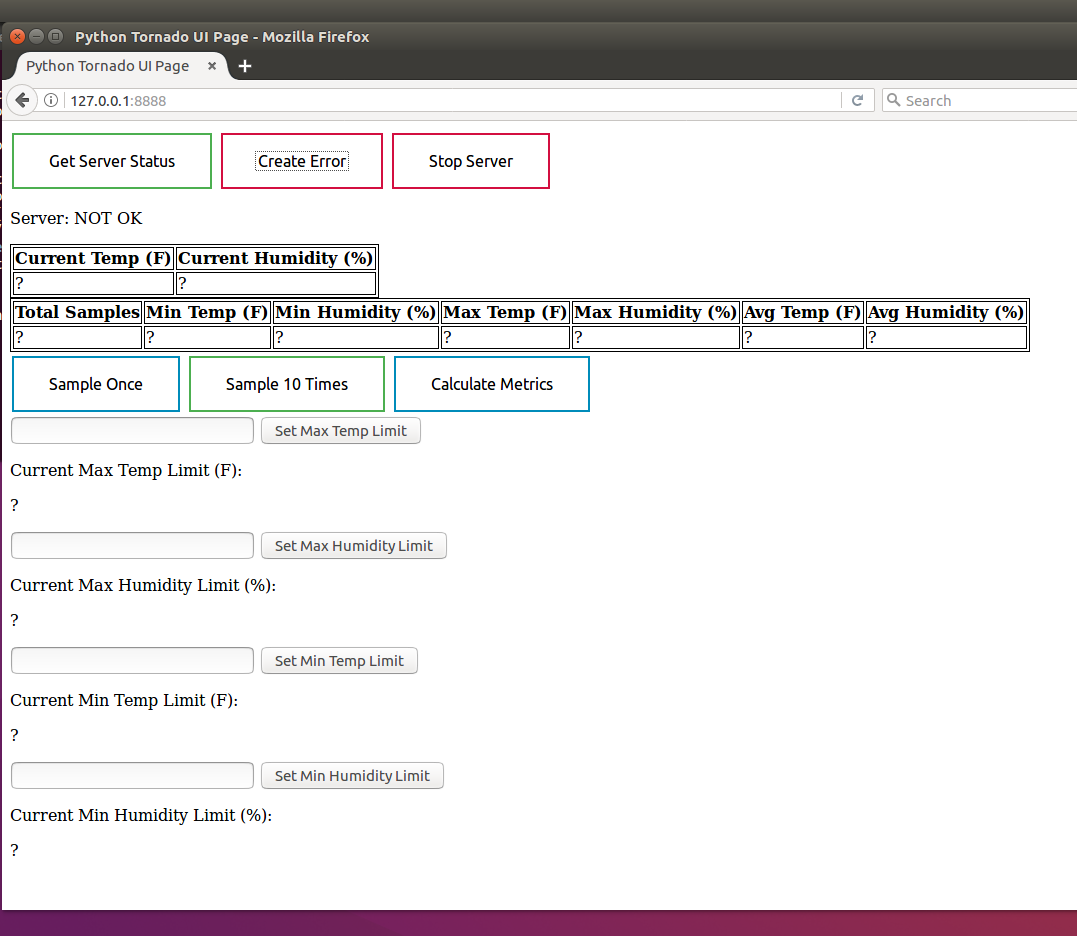 Python Tornado UI Page - Mozilla Firefox
Python Tornado UI Page
127.0.0.1:8888
Search
Get Server Status Create Error Stop Server
Server: NOT OK
Current Temp (F) Current Humidity (%)
? ?
Total Samples Min Temp (F) Min Humidity (%) Max Temp (F) Max Humidity (%) Avg Temp (F) Avg Humidity (%)
? ? ? ? ? ? ?
Sample Once Sample 10 Times Calculate Metrics
Set Max Temp Limit
Current Max Temp Limit (F):
?
Set Max Humidity Limit
Current Max Humidity Limit (%):
?
Set Min Temp Limit
Current Min Temp Limit (F):
?
Set Min Humidity Limit
Current Min Humidity Limit (%):
?